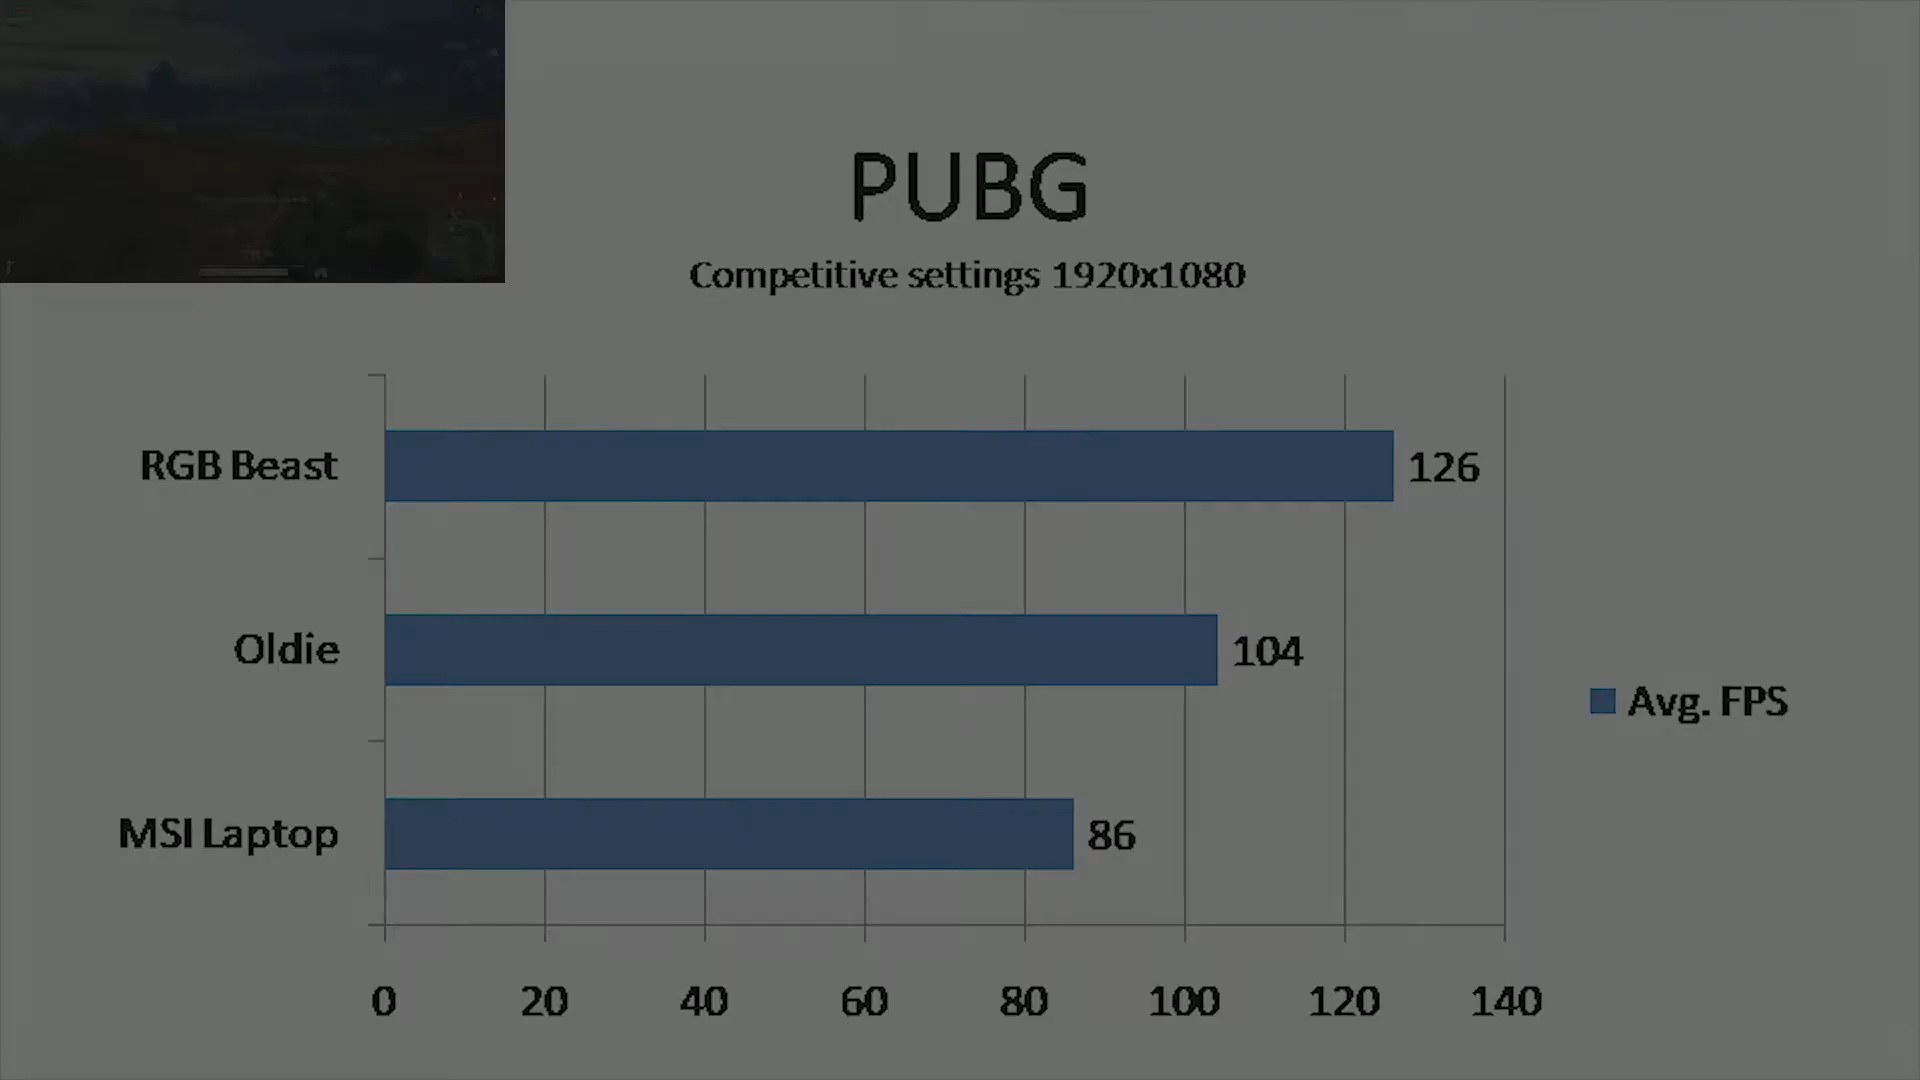 PUBG
Competitive settings 1920x1080
RGB Beast
126
Oldie
104
Avg. FPS
MSI Laptop
86
0 20 40 60 80 100 120 140